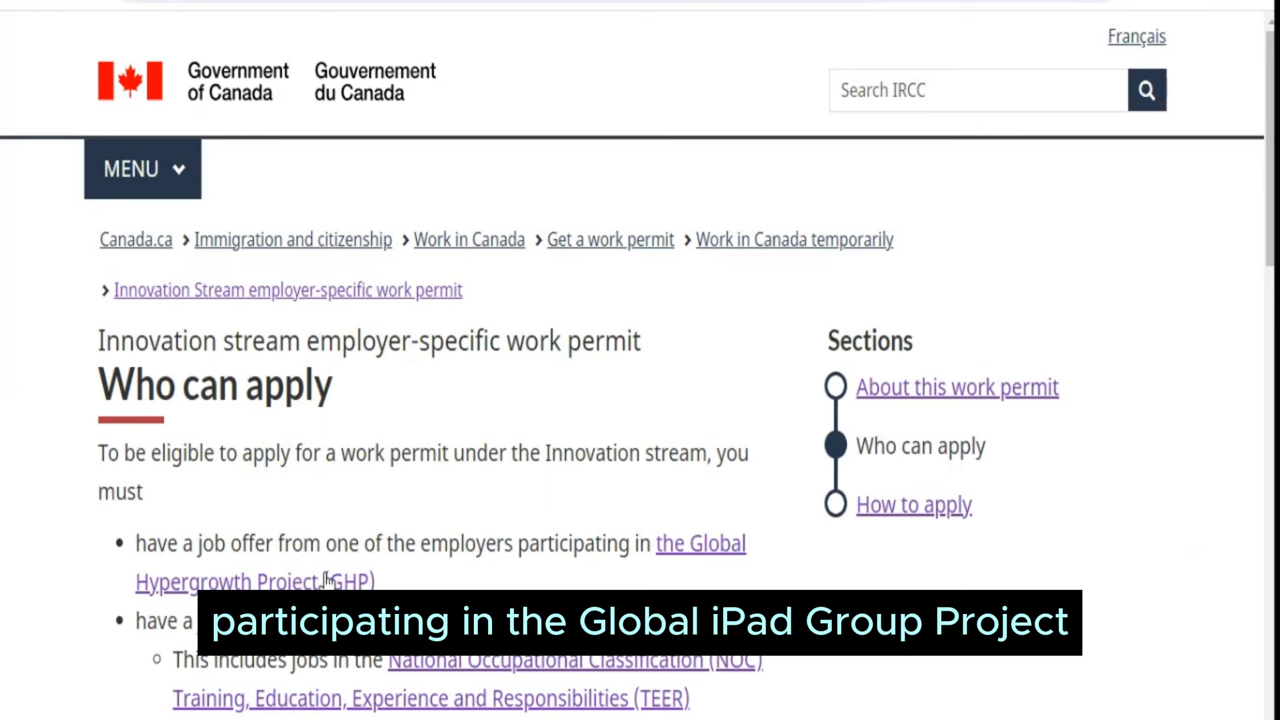 Français
Government of Canada
Gouvernement du Canada
Search IRCC
MENU
Canada.ca > Immigration and citizenship > Work in Canada > Get a work permit > Work in Canada temporarily
> Innovation Stream employer-specific work permit
Innovation stream employer-specific work permit
Who can apply
To be eligible to apply for a work permit under the Innovation stream, you
must
• have a job offer from one of the employers participating in the Global
Hypergrowth Project (GHP)
• have a
participating in the Global iPad Group Project
This includes jobs in the National Occupational Classification (NOC)
Training, Education, Experience and Responsibilities (TEER)
Sections
About this work permit
Who can apply
How to apply